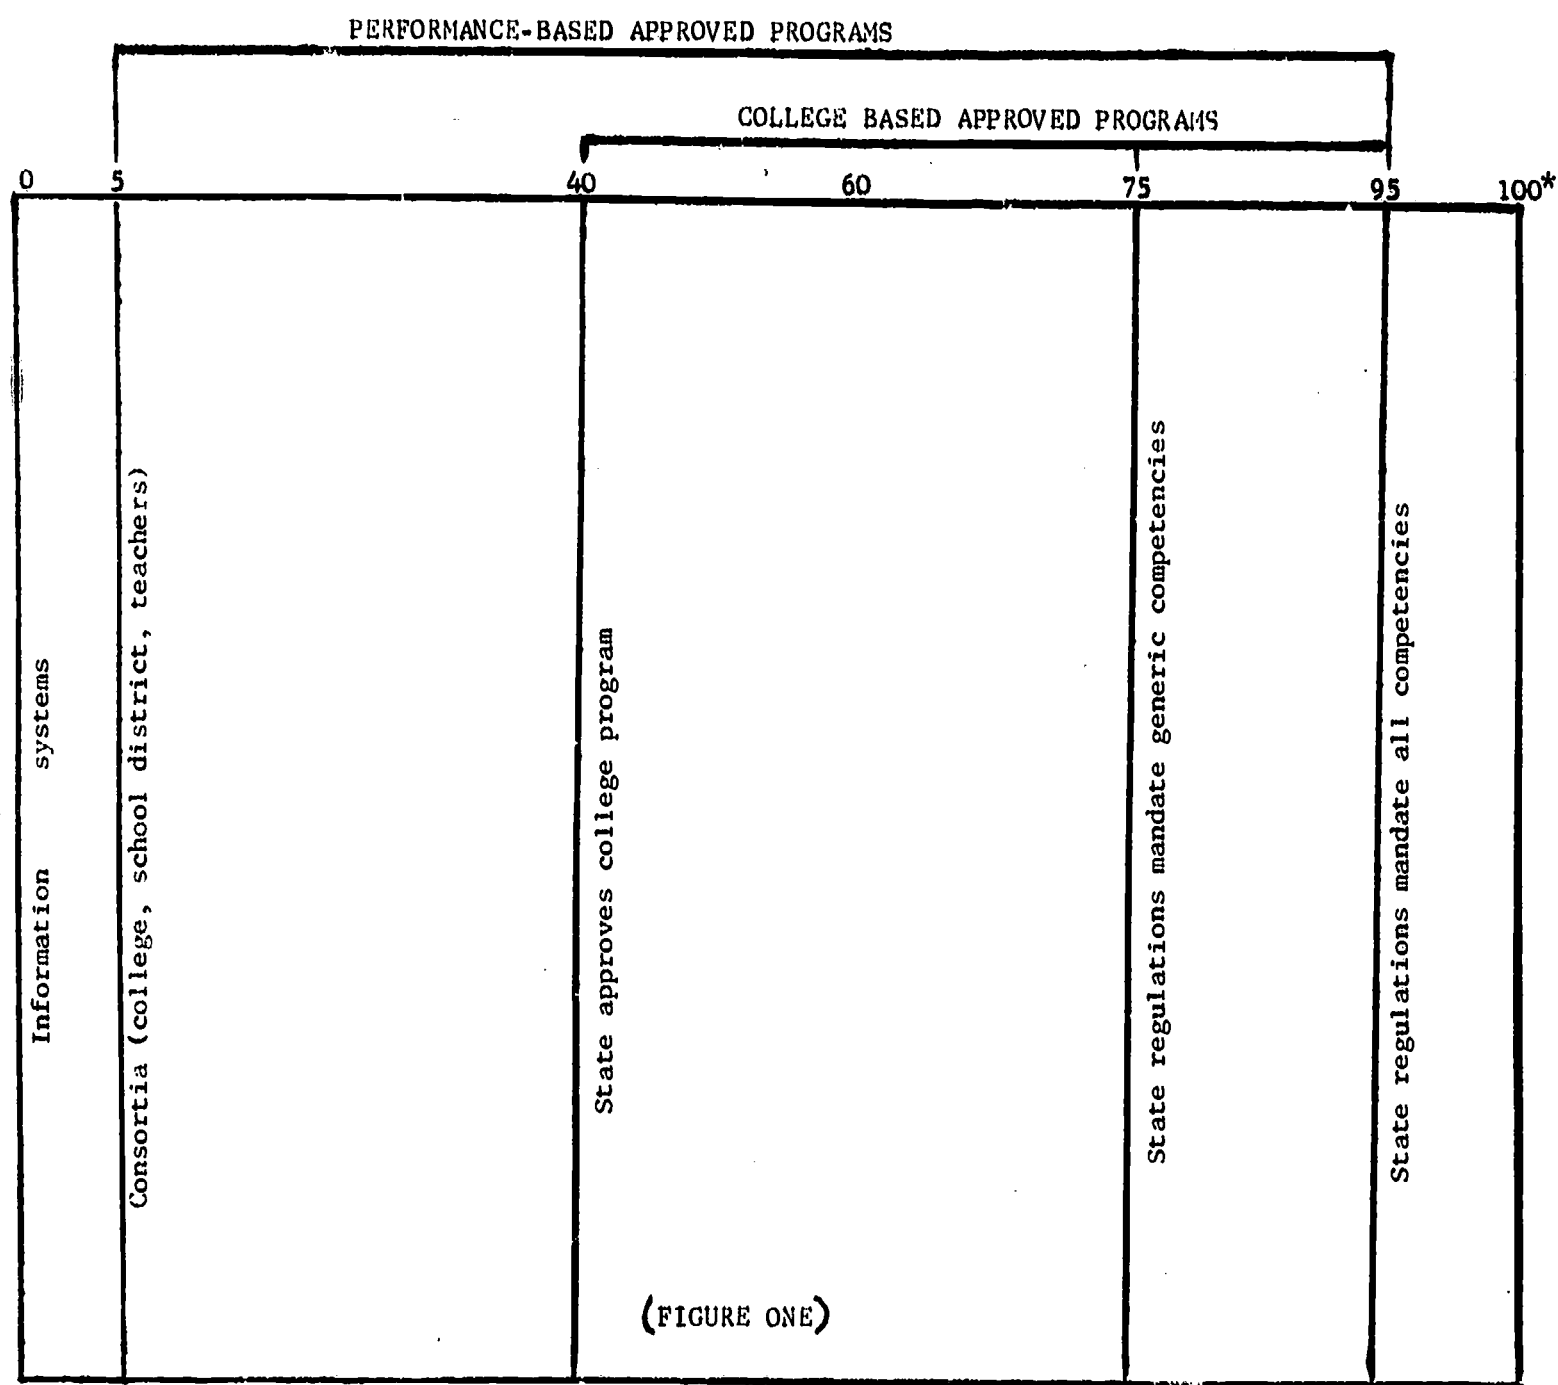 PERFORMANCE-BASED APPROVED PROGRAMS
COLLEGE BASED APPROVED PROGRAMS
0 5 40 60 75 95 100*
Information systems
Consortia (college, school district, teachers)
State approves college program
State regulations mandate generic competencies
State regulations mandate all competencies
(FIGURE ONE)